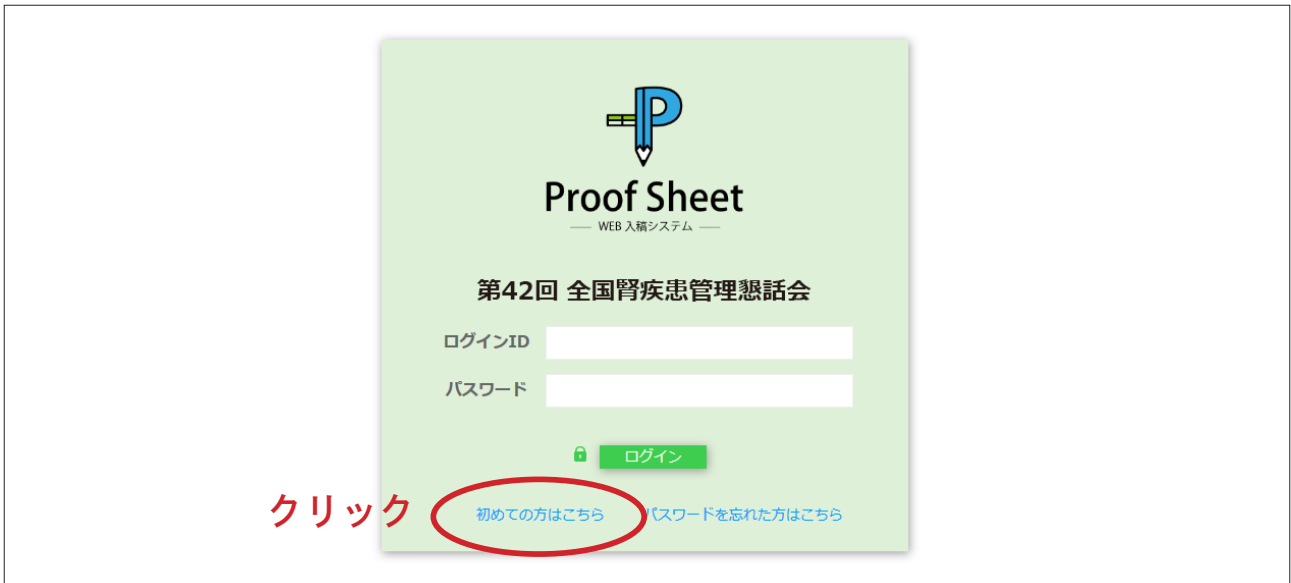 Proof Sheet
WEB 入稿システム
第42回 全国腎疾患管理懇話会
ログインID
パスワード
ログイン
クリック
初めての方はこちら パスワードを忘れた方はこちら